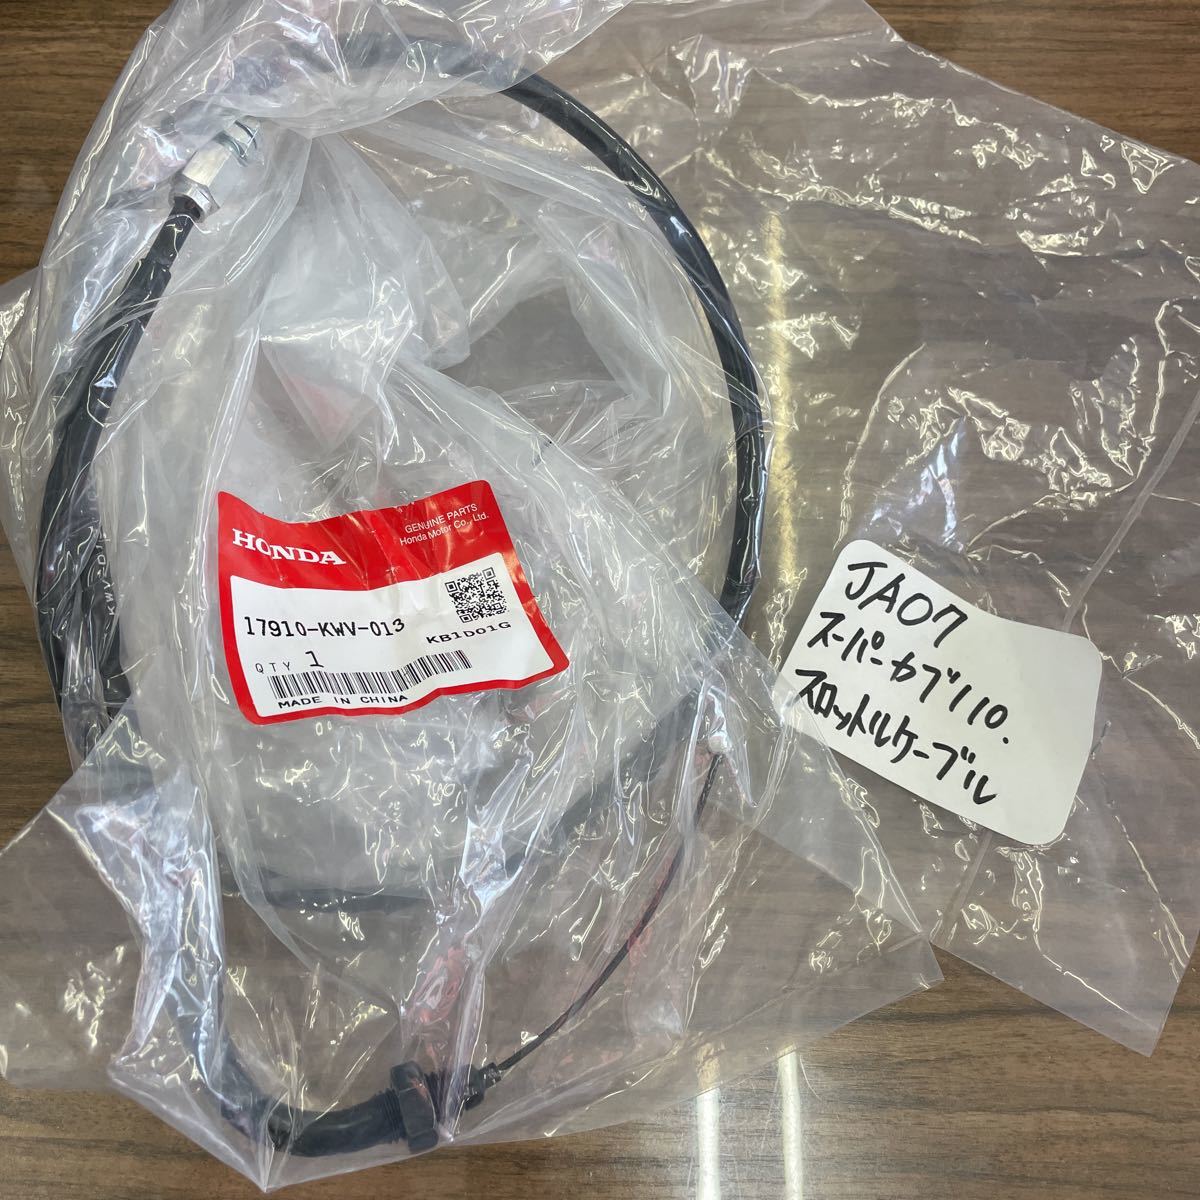 HONDA
GENUINE PARTS
Honda Motor Co., Ltd.
17910-KWV-013
KB1D01G
QTY 1
MADE IN CHINA
JA07
スーパーカブ110.
スロットルケーブル